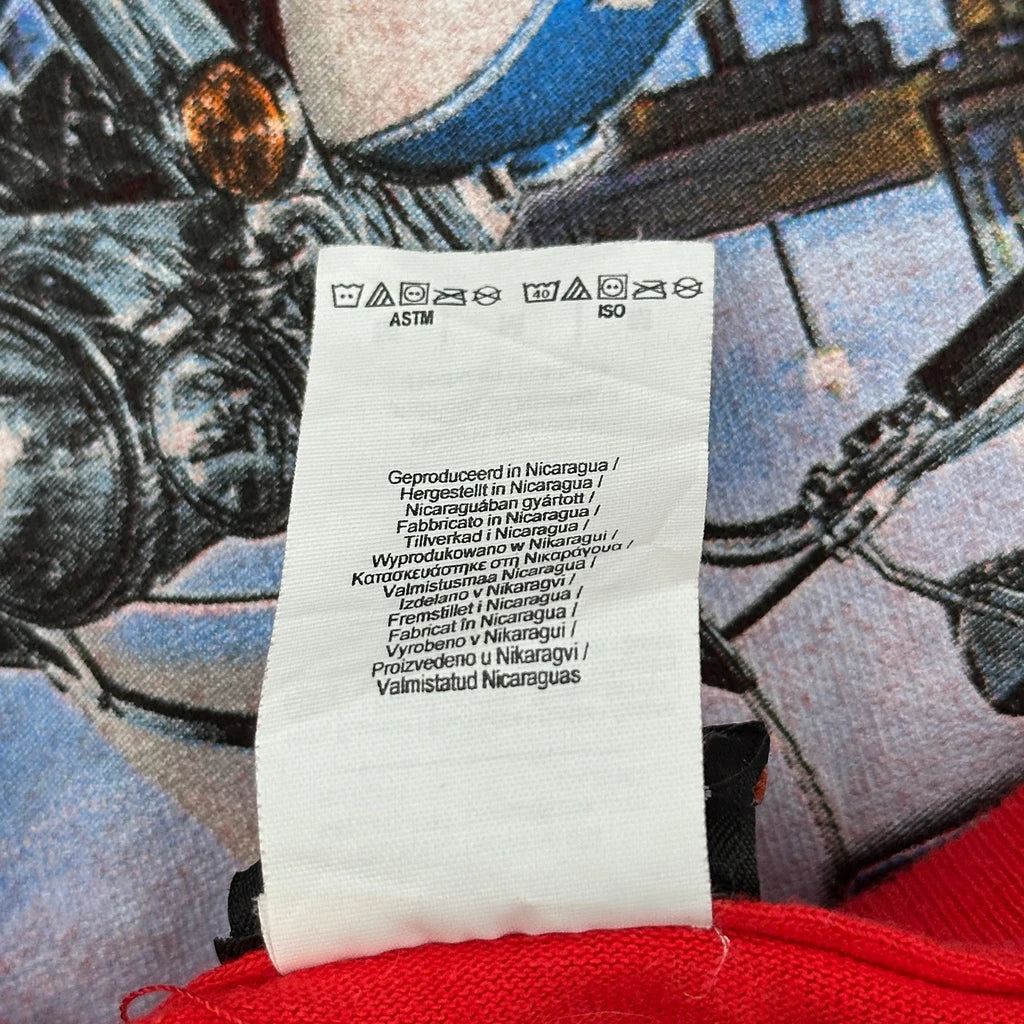 40
ASTM ISO
Geproduceerd in Nicaragua /
Hergestellt in Nicaragua /
Nicaraguában gyártott /
Fabbricato in Nicaragua /
Tillverkad i Nicaragua /
Wyprodukowano w Nikaragui /
Κατασκευάστηκε στη Νικαράγουα /
Valmistusmaa Nicaragua /
Izdelano v Nikaragvi /
Fremstillet i Nicaragua /
Fabricat în Nicaragua /
Vyrobeno v Nikaragui /
Proizvedeno u Nikaragvi /
Valmistatud Nicaraguas